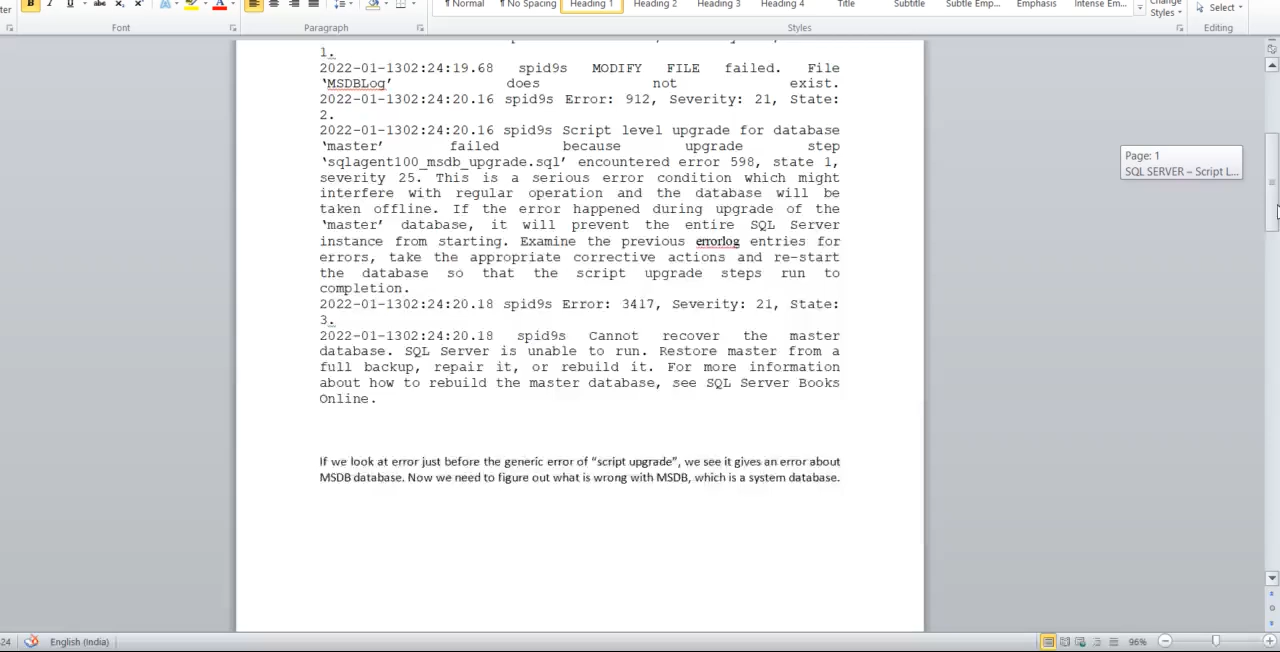 ter
Font
Paragraph
¶ Normal
¶ No Spacing
Heading 1
Heading 2
Heading 3
Heading 4
Title
Subtitle
Subtle Emp...
Emphasis
Intense Em...
Change
Styles
Styles
Select
Editing
1.
2022-01-1302:24:19.68 spid9s MODIFY FILE failed. File
‘MSDBLog’ does not exist.
2022-01-1302:24:20.16 spid9s Error: 912, Severity: 21, State:
2.
2022-01-1302:24:20.16 spid9s Script level upgrade for database
‘master’ failed because upgrade step
‘sqlagent100_msdb_upgrade.sql’ encountered error 598, state 1,
severity 25. This is a serious error condition which might
interfere with regular operation and the database will be
taken offline. If the error happened during upgrade of the
‘master’ database, it will prevent the entire SQL Server
instance from starting. Examine the previous errorlog entries for
errors, take the appropriate corrective actions and re-start
the database so that the script upgrade steps run to
completion.
2022-01-1302:24:20.18 spid9s Error: 3417, Severity: 21, State:
3.
2022-01-1302:24:20.18 spid9s Cannot recover the master
database. SQL Server is unable to run. Restore master from a
full backup, repair it, or rebuild it. For more information
about how to rebuild the master database, see SQL Server Books
Online.
If we look at error just before the generic error of “script upgrade”, we see it gives an error about
MSDB database. Now we need to figure out what is wrong with MSDB, which is a system database.
Page: 1
SQL SERVER – Script L...
24
English (India)
96%